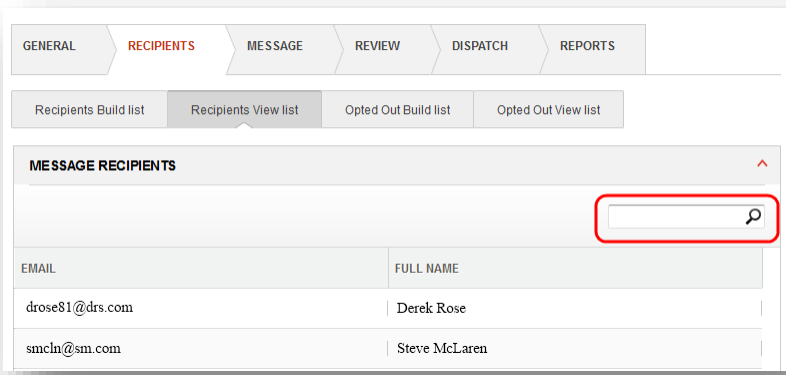 GENERAL RECIPIENTS MESSAGE REVIEW DISPATCH REPORTS
Recipients Build list Recipients View list Opted Out Build list Opted Out View list
MESSAGE RECIPIENTS
EMAIL FULL NAME
drose81@drs.com Derek Rose
smcln@sm.com Steve McLaren